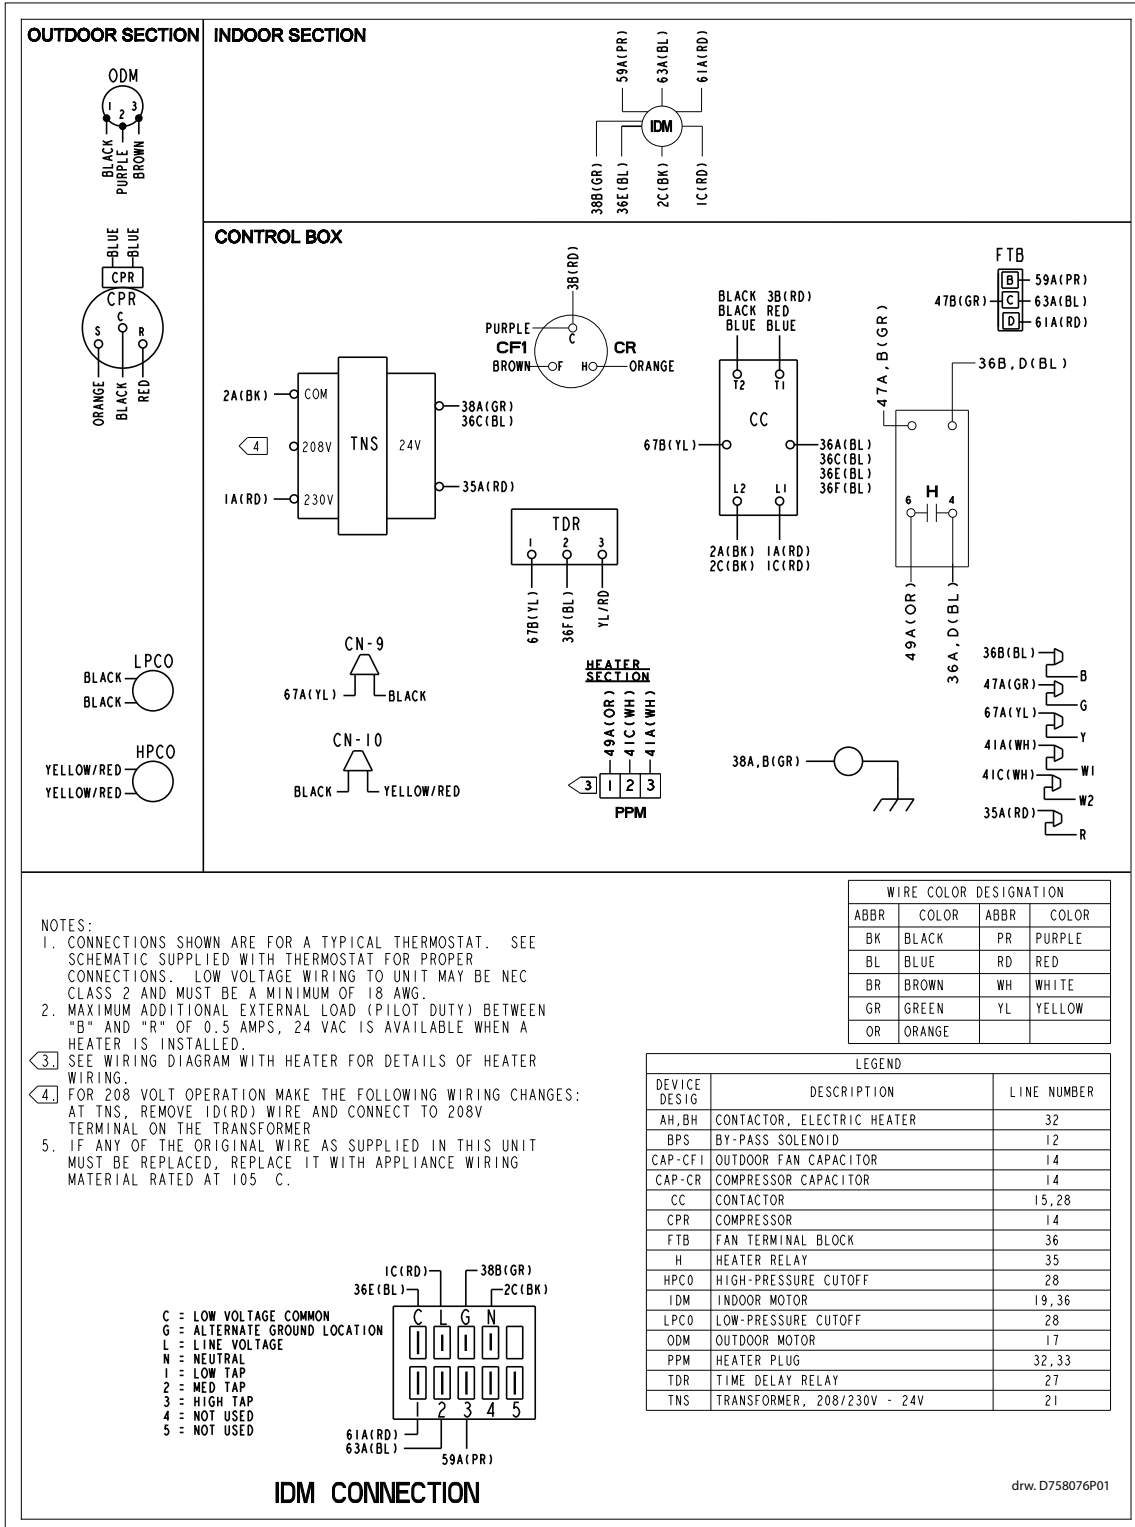 OUTDOOR SECTION
INDOOR SECTION
ODM
1 2 3
BLACK
PURPLE
BROWN
59A(PR)
63A(BL)
61A(RD)
IDM
38B(GR)
36E(BL)
2C(BK)
1C(RD)
BLUE
BLUE
CPR
CPR
C
S R
ORANGE
BLACK
RED
LPCO
BLACK
BLACK
HPCO
YELLOW/RED
YELLOW/RED
CONTROL BOX
3B(RD)
PURPLE
C
CF1 CR
BROWN F H ORANGE
2A(BK) COM
4 208V TNS 24V
1A(RD) 230V
38A(GR)
36C(BL)
35A(RD)
TDR
1 2 3
67B(YL)
36F(BL)
YL/RD
BLACK 3B(RD)
BLACK RED
BLUE BLUE
T2 T1
CC
67B(YL)
36A(BL)
36C(BL)
36E(BL)
36F(BL)
L2 L1
2A(BK) 1A(RD)
2C(BK) 1C(RD)
FTB
B 59A(PR)
47B(GR) C 63A(BL)
D 61A(RD)
47A,B(GR)
36B,D(BL)
H
6 4
49A(OR)
36A,D(BL)
CN-9
67A(YL) BLACK
CN-10
BLACK YELLOW/RED
HEATER
SECTION
49A(OR)
41C(WH)
41A(WH)
3 1 2 3
PPM
38A,B(GR)
36B(BL)
B
47A(GR)
G
67A(YL)
Y
41A(WH)
W1
41C(WH)
W2
35A(RD)
R
NOTES:
1. CONNECTIONS SHOWN ARE FOR A TYPICAL THERMOSTAT. SEE
SCHEMATIC SUPPLIED WITH THERMOSTAT FOR PROPER
CONNECTIONS. LOW VOLTAGE WIRING TO UNIT MAY BE NEC
CLASS 2 AND MUST BE A MINIMUM OF 18 AWG.
2. MAXIMUM ADDITIONAL EXTERNAL LOAD (PILOT DUTY) BETWEEN
"B" AND "R" OF 0.5 AMPS, 24 VAC IS AVAILABLE WHEN A
HEATER IS INSTALLED.
3. SEE WIRING DIAGRAM WITH HEATER FOR DETAILS OF HEATER
WIRING.
4. FOR 208 VOLT OPERATION MAKE THE FOLLOWING WIRING CHANGES:
AT TNS, REMOVE 1D(RD) WIRE AND CONNECT TO 208V
TERMINAL ON THE TRANSFORMER
5. IF ANY OF THE ORIGINAL WIRE AS SUPPLIED IN THIS UNIT
MUST BE REPLACED, REPLACE IT WITH APPLIANCE WIRING
MATERIAL RATED AT 105 C.
WIRE COLOR DESIGNATION
ABBR COLOR ABBR COLOR
BK BLACK PR PURPLE
BL BLUE RD RED
BR BROWN WH WHITE
GR GREEN YL YELLOW
OR ORANGE
LEGEND
DEVICE
DESIG DESCRIPTION LINE NUMBER
AH,BH CONTACTOR, ELECTRIC HEATER 32
BPS BY-PASS SOLENOID 12
CAP-CF1 OUTDOOR FAN CAPACITOR 14
CAP-CR COMPRESSOR CAPACITOR 14
CC CONTACTOR 15,28
CPR COMPRESSOR 14
FTB FAN TERMINAL BLOCK 36
H HEATER RELAY 35
HPCO HIGH-PRESSURE CUTOFF 28
IDM INDOOR MOTOR 19,36
LPCO LOW-PRESSURE CUTOFF 28
ODM OUTDOOR MOTOR 17
PPM HEATER PLUG 32,33
TDR TIME DELAY RELAY 27
TNS TRANSFORMER, 208/230V - 24V 21
C = LOW VOLTAGE COMMON
G = ALTERNATE GROUND LOCATION
L = LINE VOLTAGE
N = NEUTRAL
1 = LOW TAP
2 = MED TAP
3 = HIGH TAP
4 = NOT USED
5 = NOT USED
1C(RD) 38B(GR)
36E(BL) 2C(BK)
C L G N
1 2 3 4 5
61A(RD)
63A(BL)
59A(PR)
IDM CONNECTION
drw. D758076P01